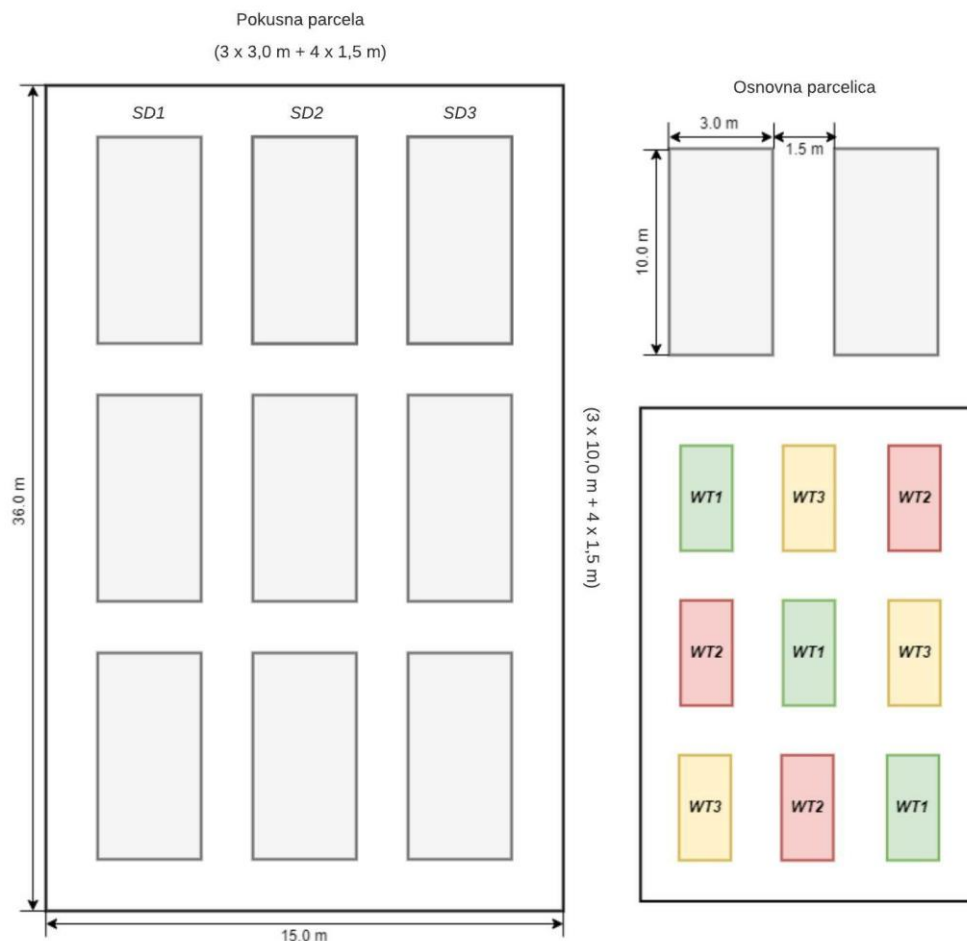 Pokusna parcela
(3 x 3,0 m + 4 x 1,5 m)
SD1 SD2 SD3
36.0 m
15.0 m
(3 x 10,0 m + 4 x 1,5 m)
Osnovna parcelica
3.0 m
1.5 m
10.0 m
WT1 WT3 WT2
WT2 WT1 WT3
WT3 WT2 WT1